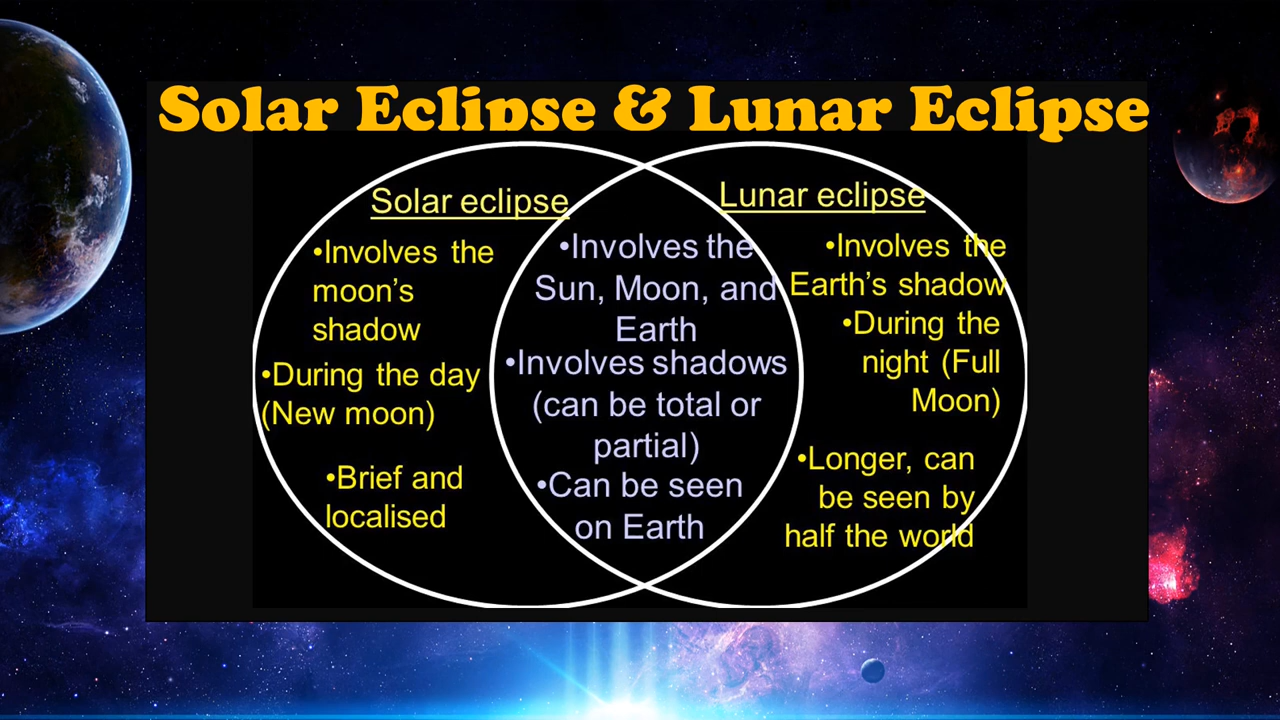 Solar Eclipse & Lunar Eclipse
Solar eclipse
•Involves the
moon's
shadow
•During the day
(New moon)
•Brief and
localised
•Involves the
Sun, Moon, and
Earth
•Involves shadows
(can be total or
partial)
•Can be seen
on Earth
Lunar eclipse
•Involves the
Earth's shadow
•During the
night (Full
Moon)
•Longer, can
be seen by
half the world